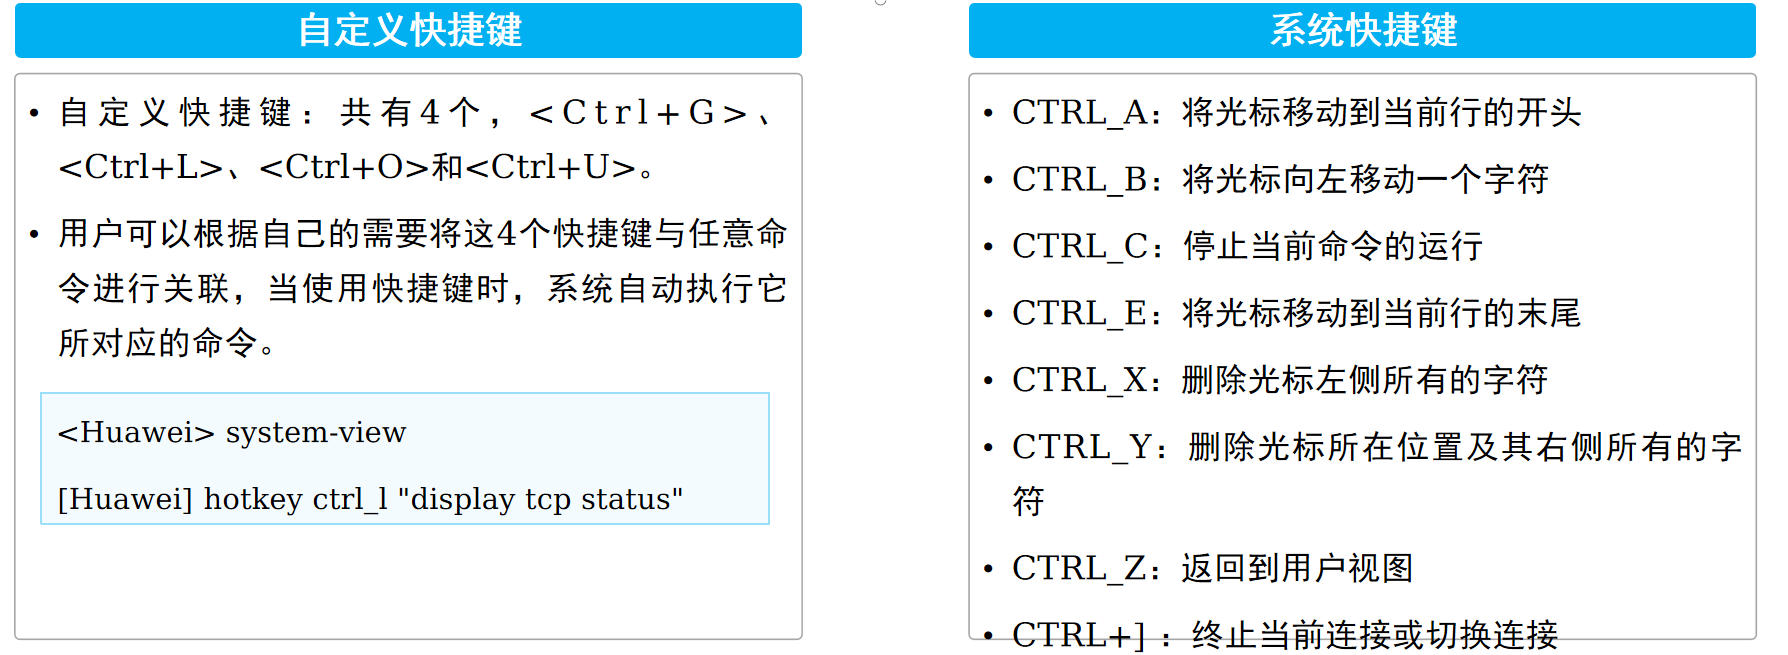 自定义快捷键
• 自定义快捷键：共有4个，<Ctrl+G>、
<Ctrl+L>、<Ctrl+O>和<Ctrl+U>。
• 用户可以根据自己的需要将这4个快捷键与任意命
令进行关联，当使用快捷键时，系统自动执行它
所对应的命令。
<Huawei> system-view
[Huawei] hotkey ctrl_l "display tcp status"
系统快捷键
• CTRL_A：将光标移动到当前行的开头
• CTRL_B：将光标向左移动一个字符
• CTRL_C：停止当前命令的运行
• CTRL_E：将光标移动到当前行的末尾
• CTRL_X：删除光标左侧所有的字符
• CTRL_Y：删除光标所在位置及其右侧所有的字
符
• CTRL_Z：返回到用户视图
• CTRL+]：终止当前连接或切换连接